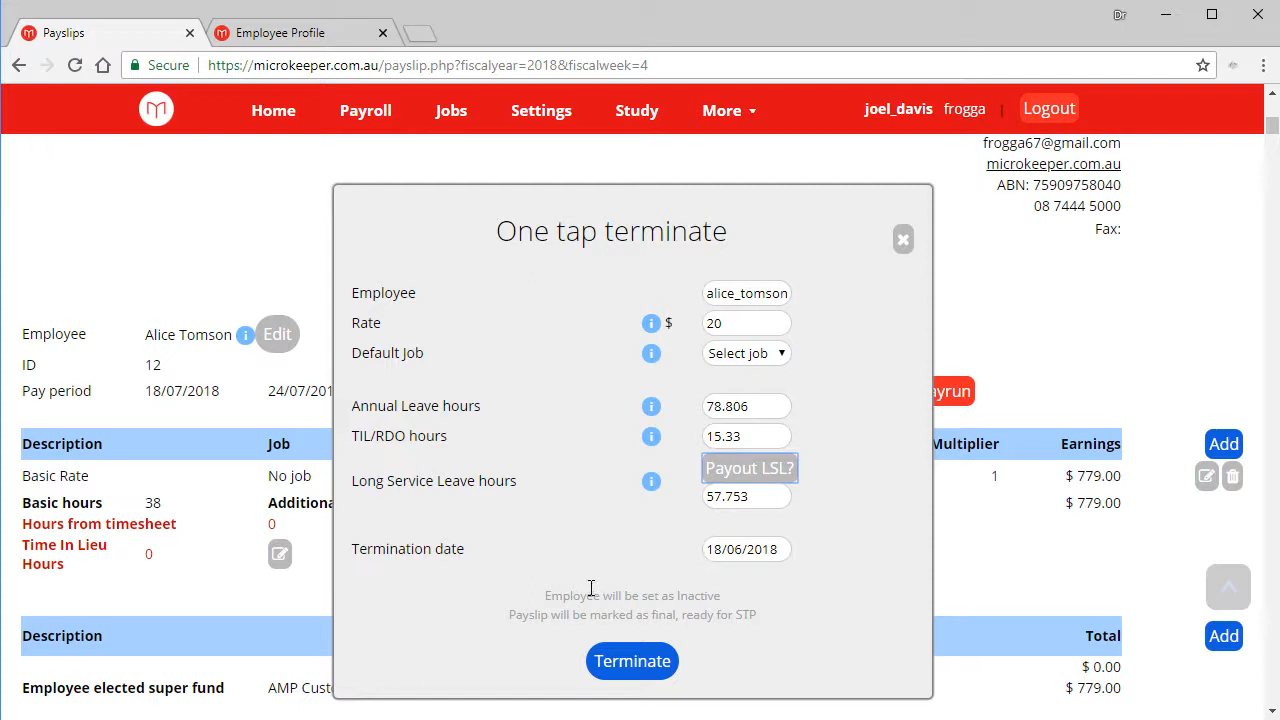 Payslips
Employee Profile
Secure https://microkeeper.com.au/payslip.php?fiscalyear=2018&fiscalweek=4
Home Payroll Jobs Settings Study More joel_davis frogga | Logout
frogga67@gmail.com
microkeeper.com.au
ABN: 75909758040
08 7444 5000
Fax:
One tap terminate
Employee alice_tomson
Rate $ 20
Default Job Select job
Annual Leave hours 78.806
TIL/RDO hours 15.33
Payout LSL?
Long Service Leave hours
57.753
Termination date 18/06/2018
Employee will be set as Inactive
Payslip will be marked as final, ready for STP
Terminate
Employee Alice Tomson Edit
ID 12
Pay period 18/07/2018 24/07/201
ayrun
Description Job Multiplier Earnings Add
Basic Rate No job 1 $ 779.00
Basic hours 38 Additiona $ 779.00
Hours from timesheet 0
Time In Lieu
Hours 0
Description Total Add
$ 0.00
Employee elected super fund AMP Cust $ 779.00